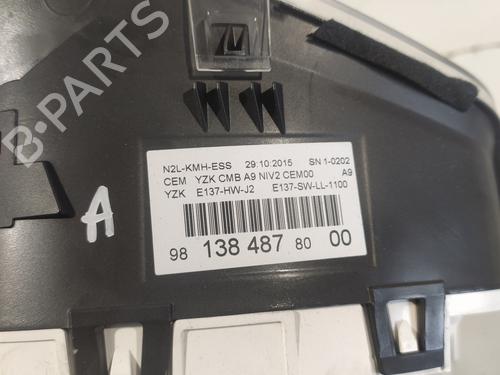 N2L-KMH-ESS 29.10.2015 SN 1-0202
CEM YZK CMB A9 NIV2 CEM00 A9
YZK E137-HW-J2 E137-SW-LL-1100
98 138 487 80 00
A
B-PARTS